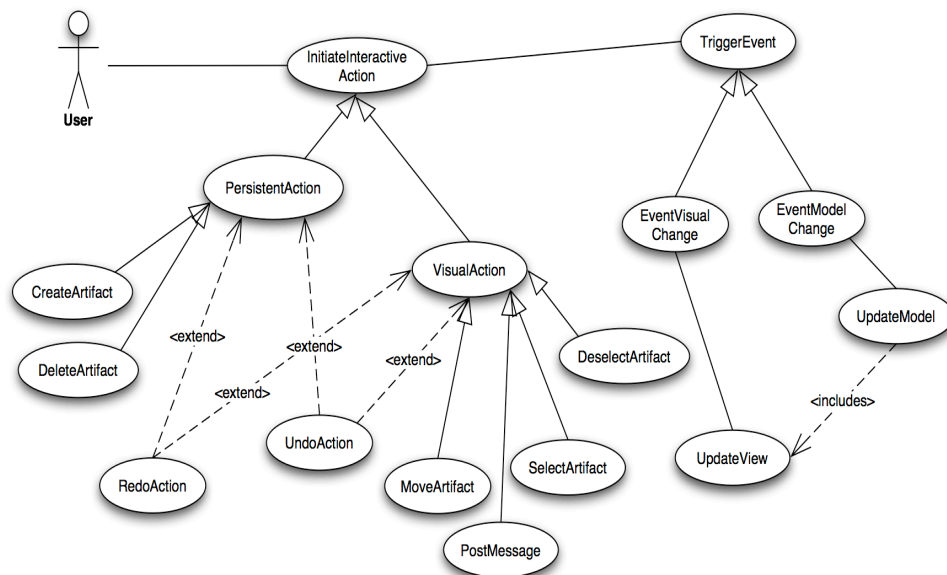 TriggerEvent
InitiateInteractive
Action
User
PersistentAction
EventVisual
Change
EventModel
Change
VisualAction
CreateArtifact
UpdateModel
<extend>
<extend>
<extend>
DeselectArtifact
DeleteArtifact
<extend>
<includes>
UndoAction
UpdateView
SelectArtifact
RedoAction
MoveArtifact
PostMessage